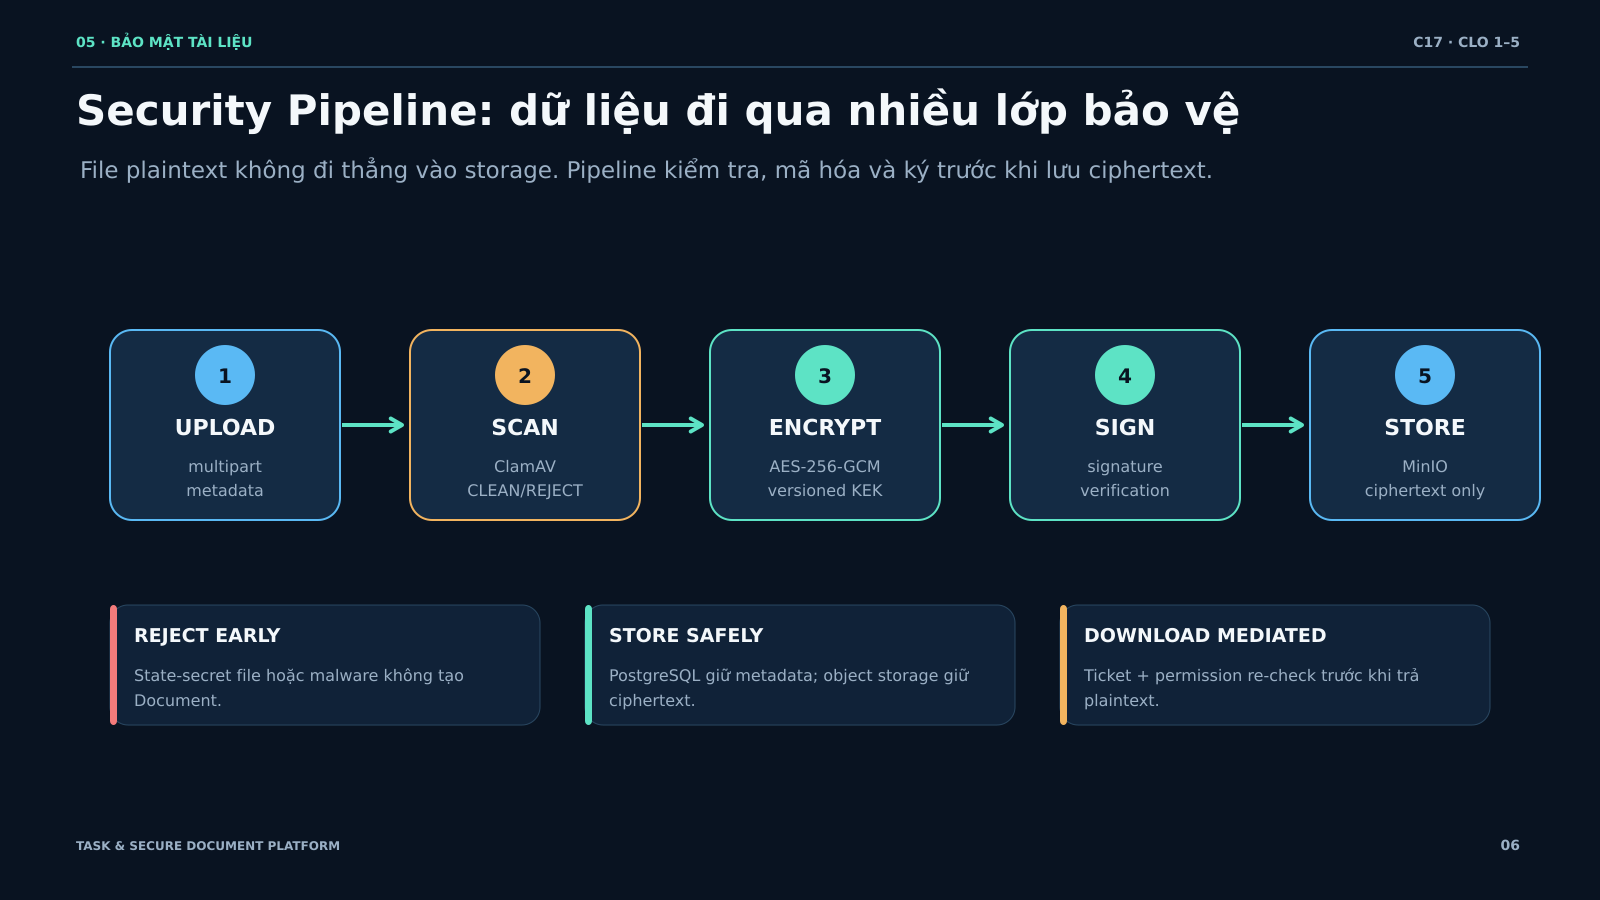 05 · BẢO MẬT TÀI LIỆU
C17 · CLO 1–5
Security Pipeline: dữ liệu đi qua nhiều lớp bảo vệ
File plaintext không đi thẳng vào storage. Pipeline kiểm tra, mã hóa và ký trước khi lưu ciphertext.
1
UPLOAD
multipart
metadata
2
SCAN
ClamAV
CLEAN/REJECT
3
ENCRYPT
AES-256-GCM
versioned KEK
4
SIGN
signature
verification
5
STORE
MinIO
ciphertext only
REJECT EARLY
State-secret file hoặc malware không tạo
Document.
STORE SAFELY
PostgreSQL giữ metadata; object storage giữ
ciphertext.
DOWNLOAD MEDIATED
Ticket + permission re-check trước khi trả
plaintext.
TASK & SECURE DOCUMENT PLATFORM
06